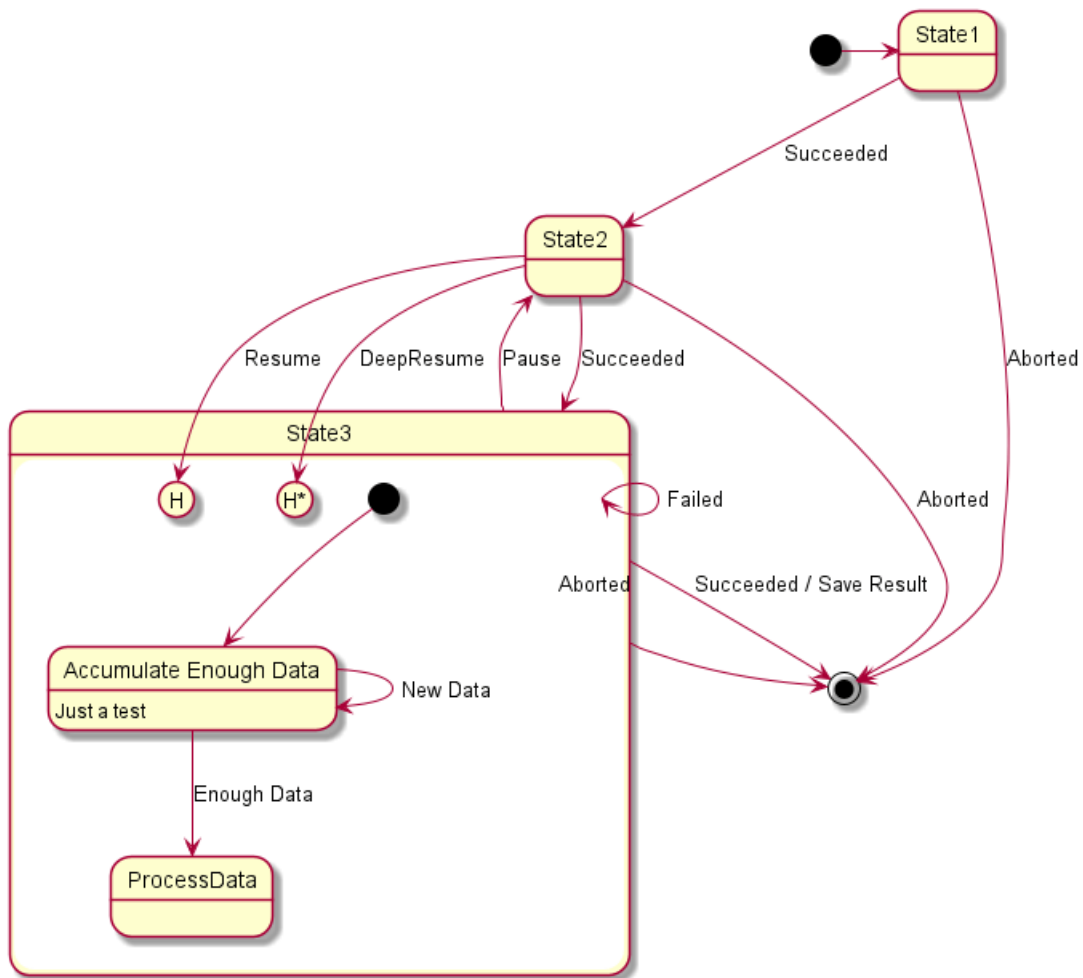 State1
Succeeded
State2
Resume
DeepResume
Pause
Succeeded
Aborted
State3
H
H*
Failed
Aborted
Aborted
Succeeded / Save Result
Accumulate Enough Data
Just a test
New Data
Enough Data
ProcessData